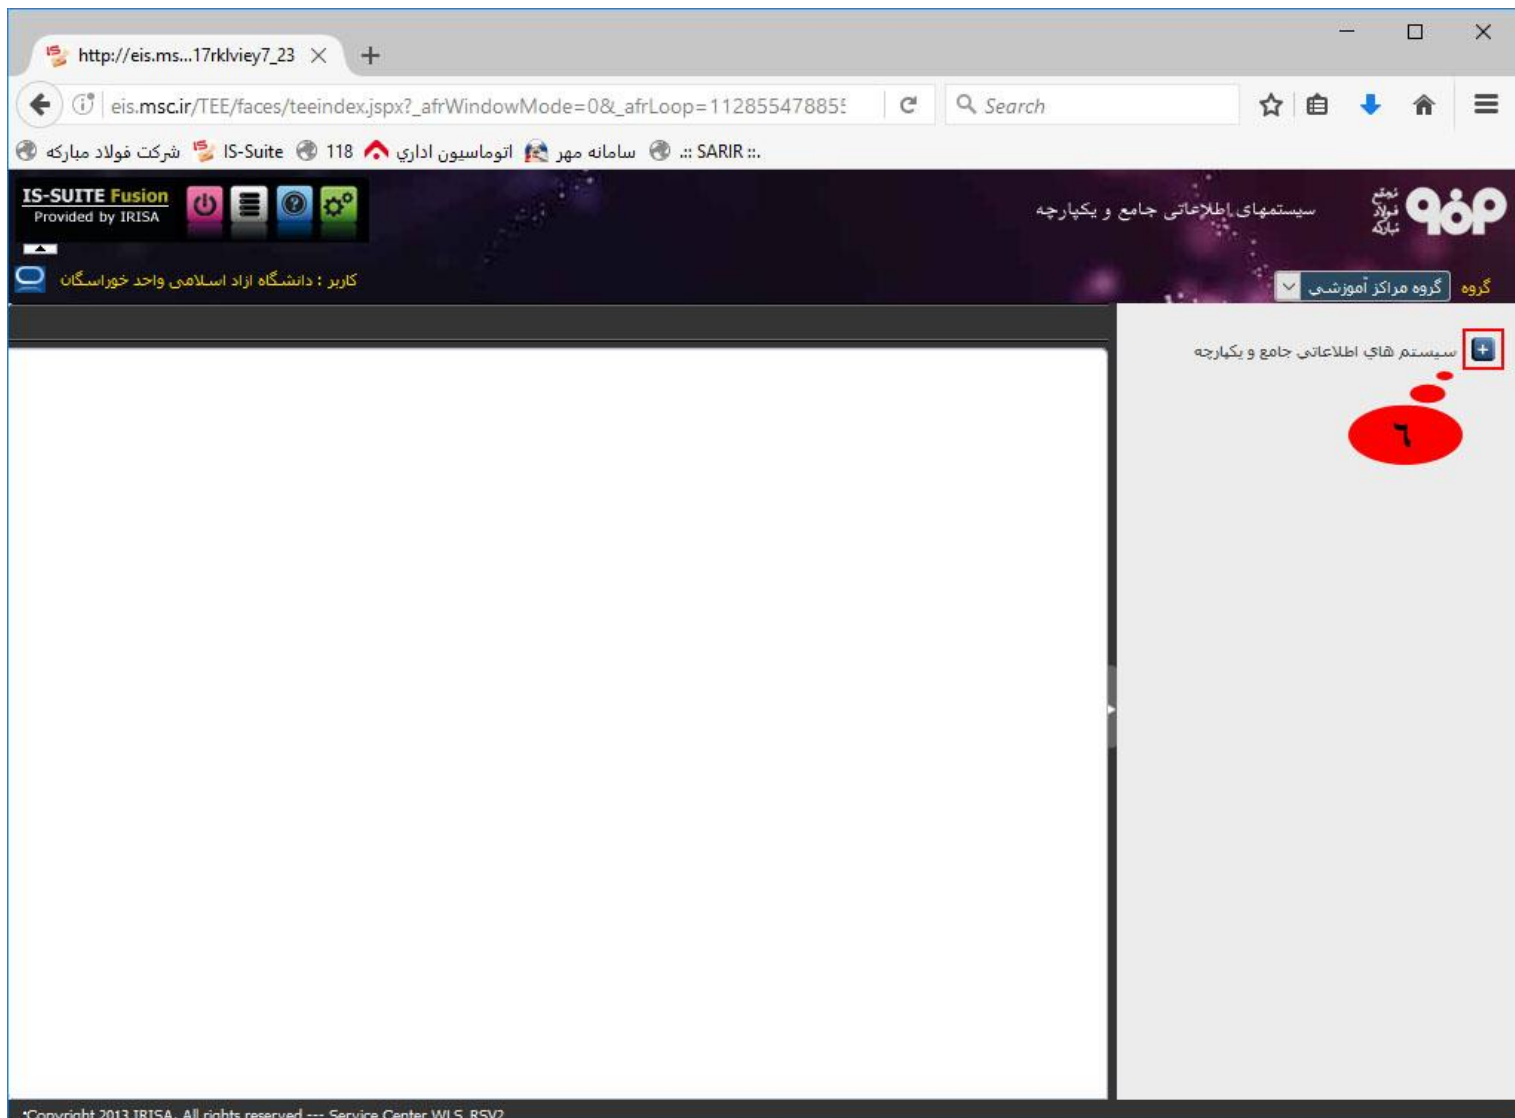 http://eis.ms...17rklviey7_23
eis.msc.ir/TEE/faces/teeindex.jspx?_afrWindowMode=0&_afrLoop=112855478855
Search
شرکت فولاد مبارکه IS-Suite 118 اتوماسيون اداري سامانه مهر .:: SARIR ::.
IS-SUITE Fusion
Provided by IRISA
سیستمهای اطلاعاتی جامع و یکپارچه
کاربر : دانشگاه ازاد اسلامی واحد خوراسگان
گروه گروه مراکز آموزشی
سیستم هاي اطلاعاتی جامع و یکپارچه
٦
Copyright 2013 IRISA. All rights reserved --- Service Center WLS_RSV2